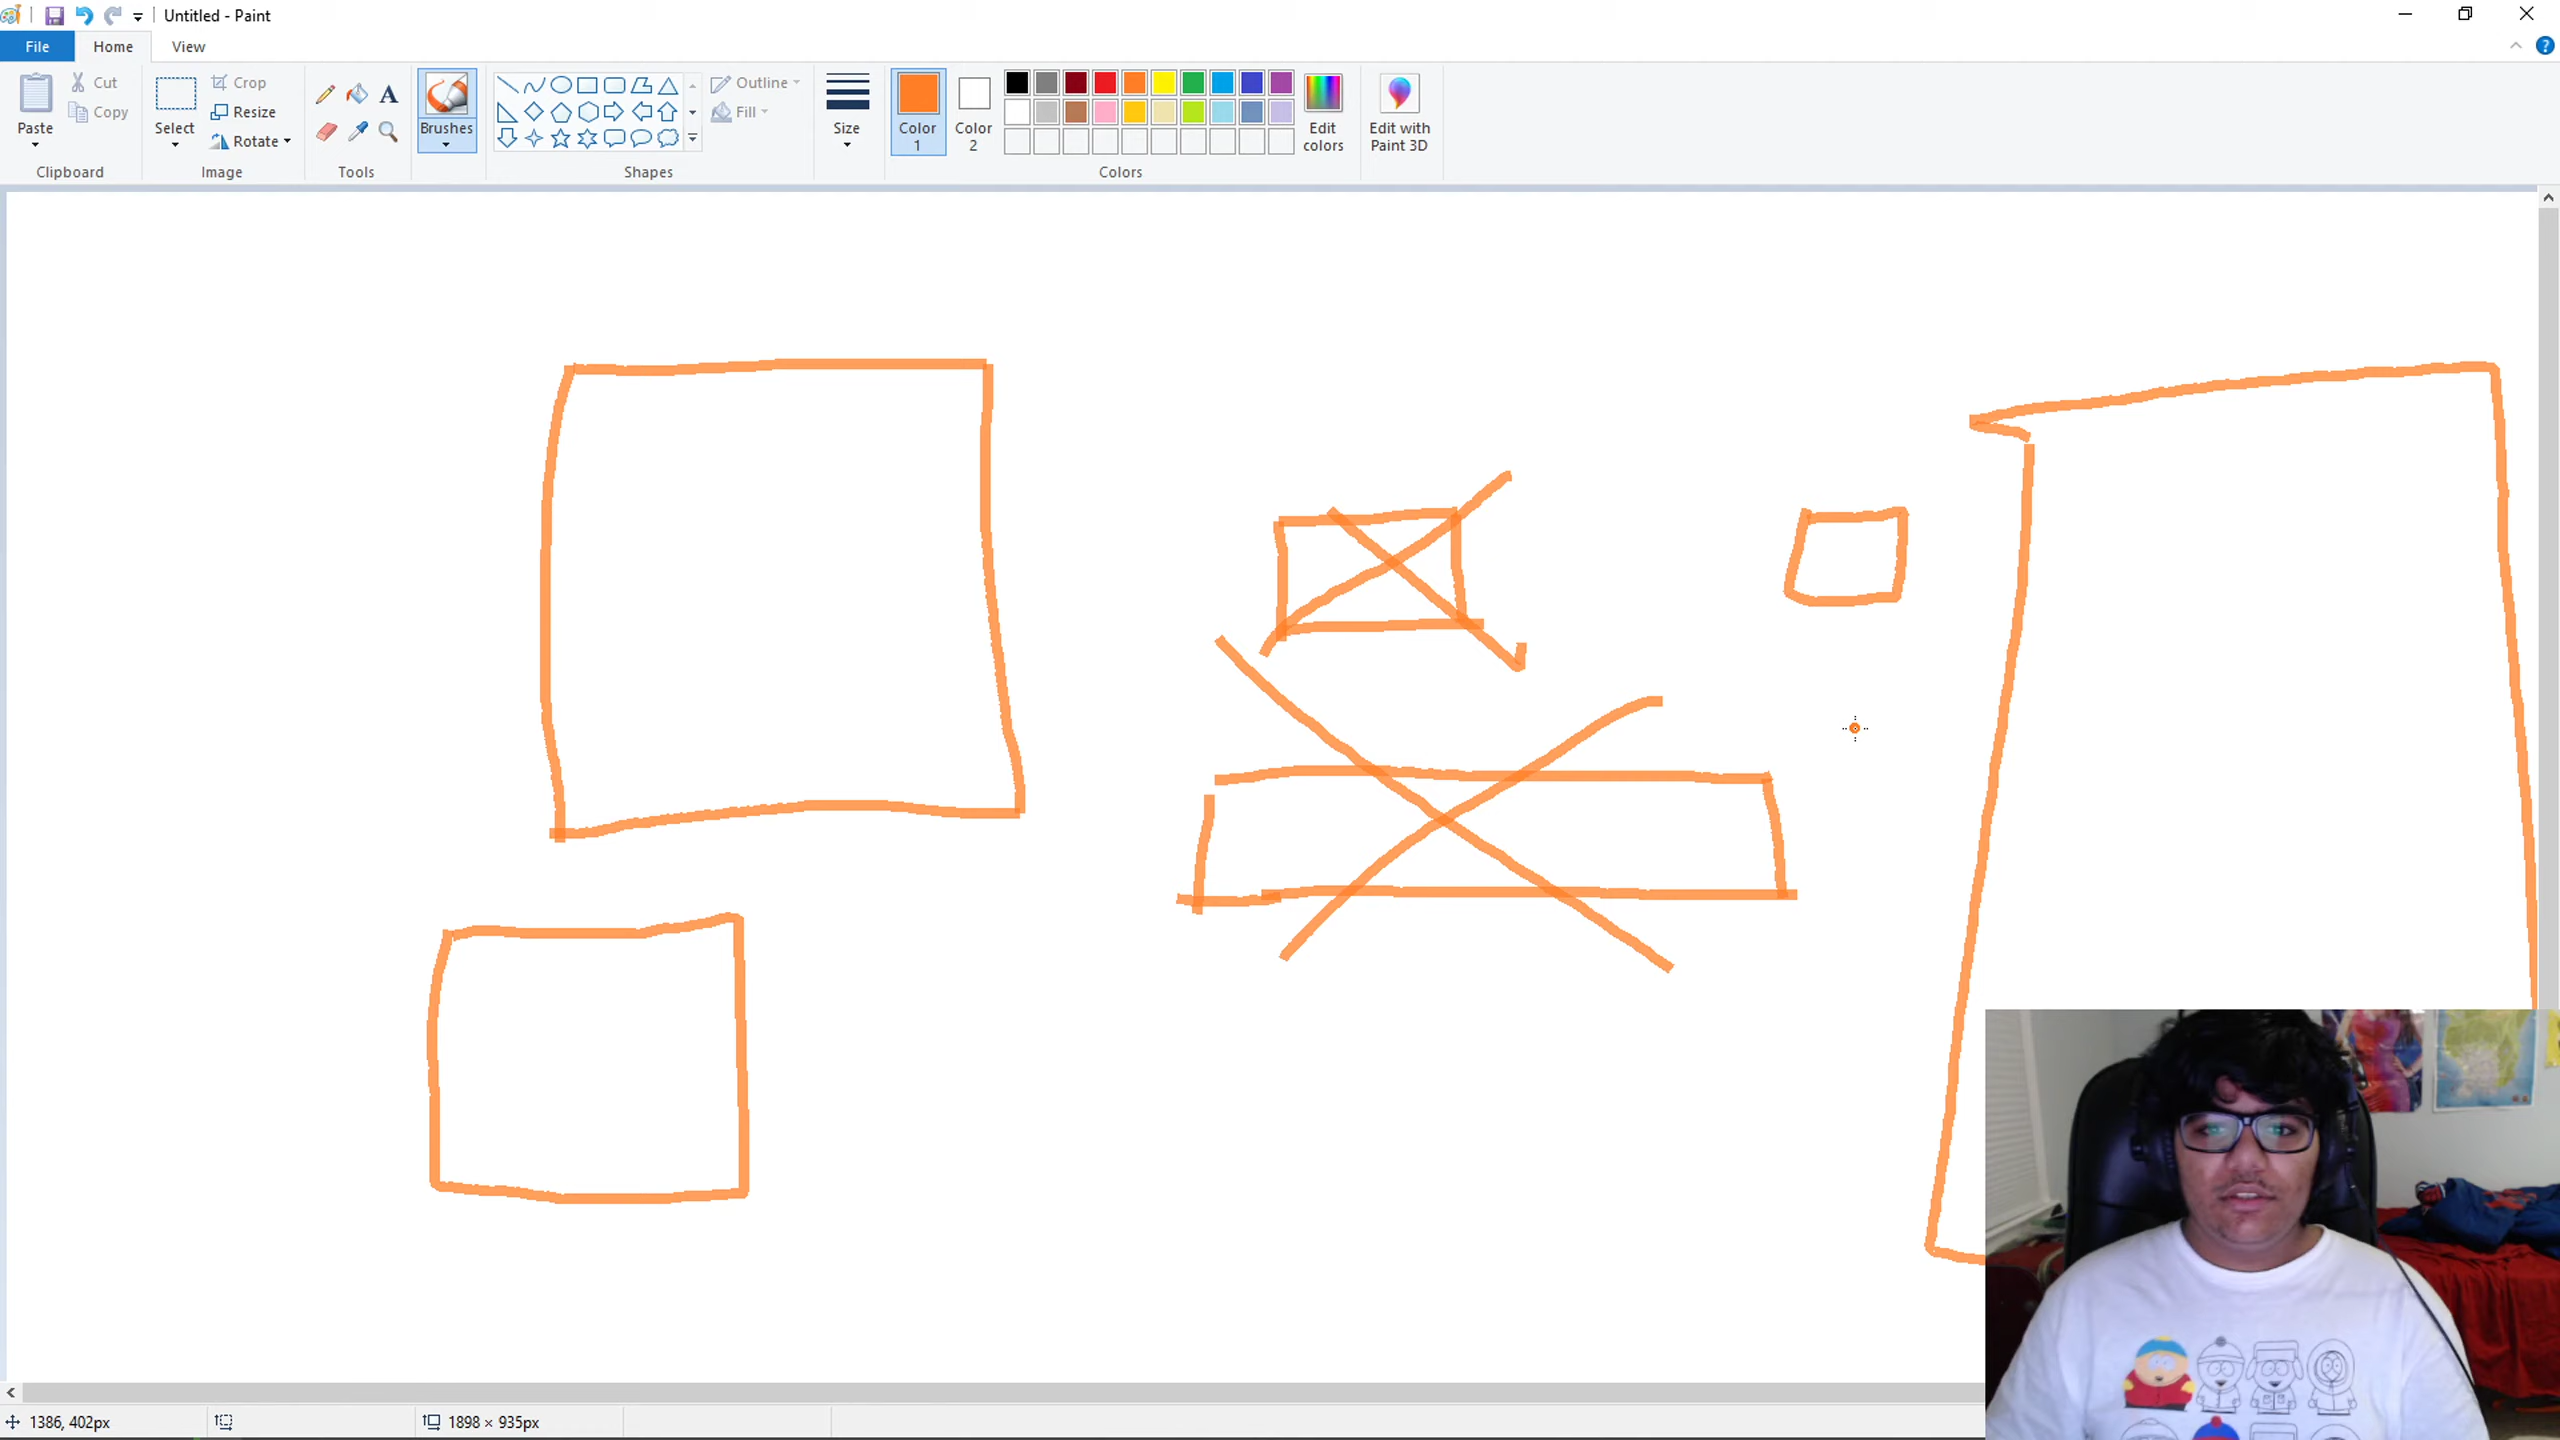 Untitled - Paint
File Home View
Paste Cut Copy Select Crop Resize Rotate A Brushes Outline Fill Size Color 1 Color 2 Edit colors Edit with Paint 3D
Clipboard Image Tools Shapes Colors
1386, 402px 1898 × 935px